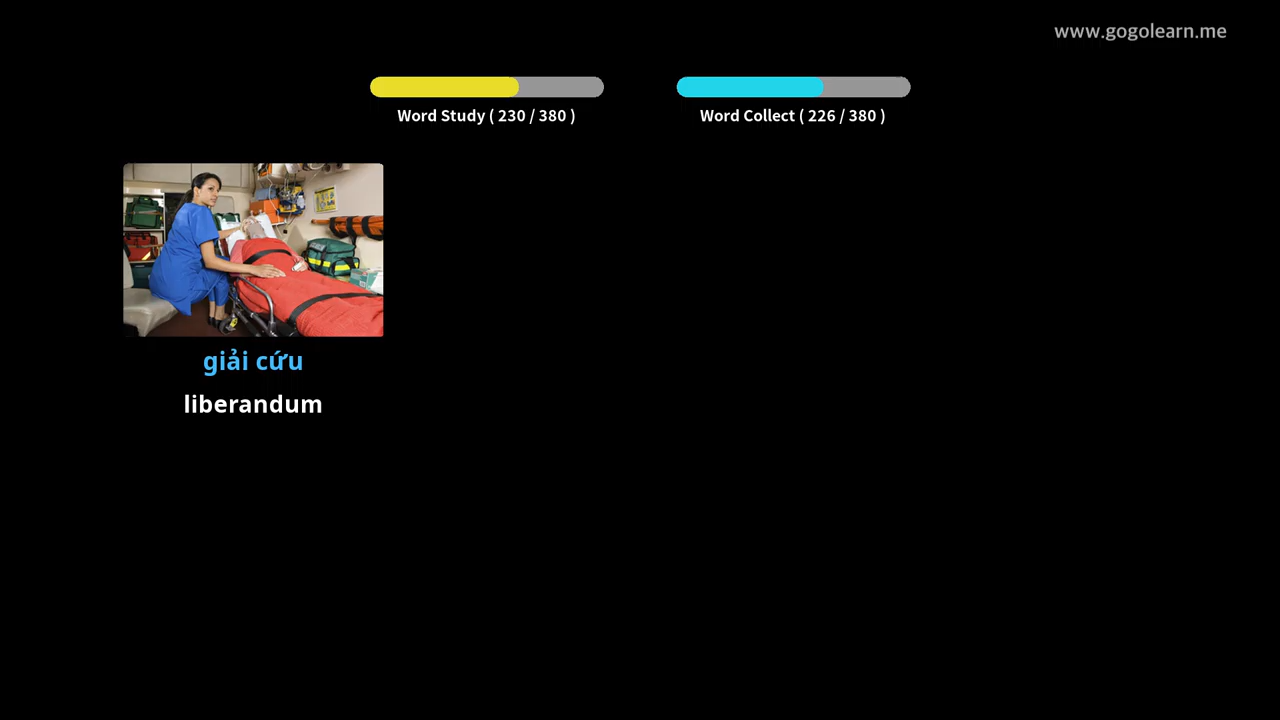 www.gogolearn.me
Word Study ( 230 / 380 )
Word Collect ( 226 / 380 )
giải cứu
liberandum